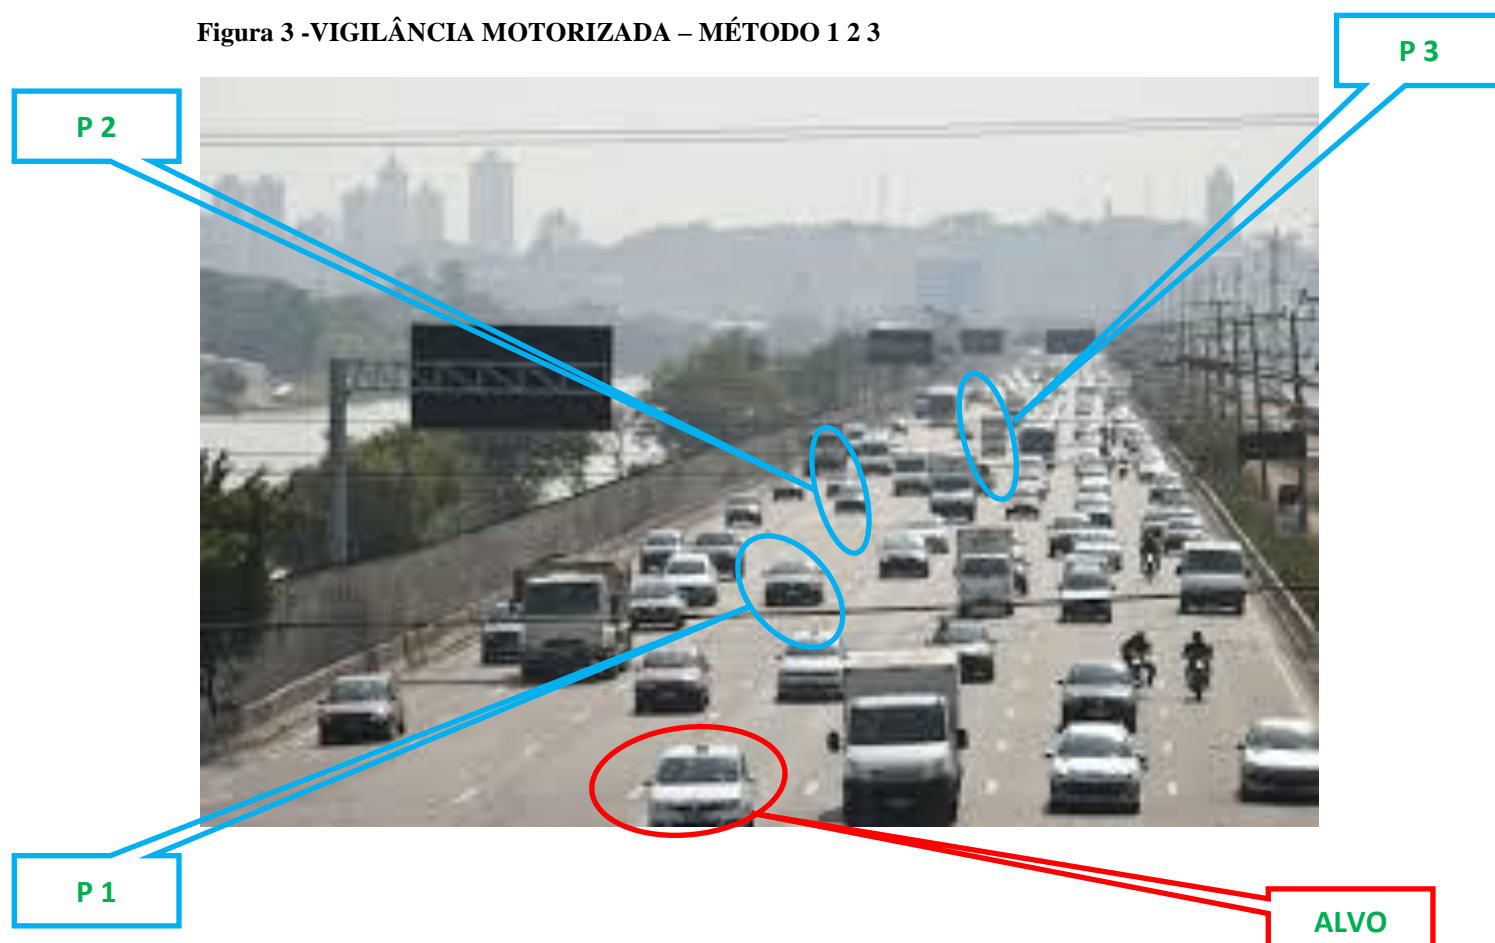 Figura 3 -VIGILÂNCIA MOTORIZADA – MÉTODO 1 2 3
P 3
P 2
P 1
ALVO